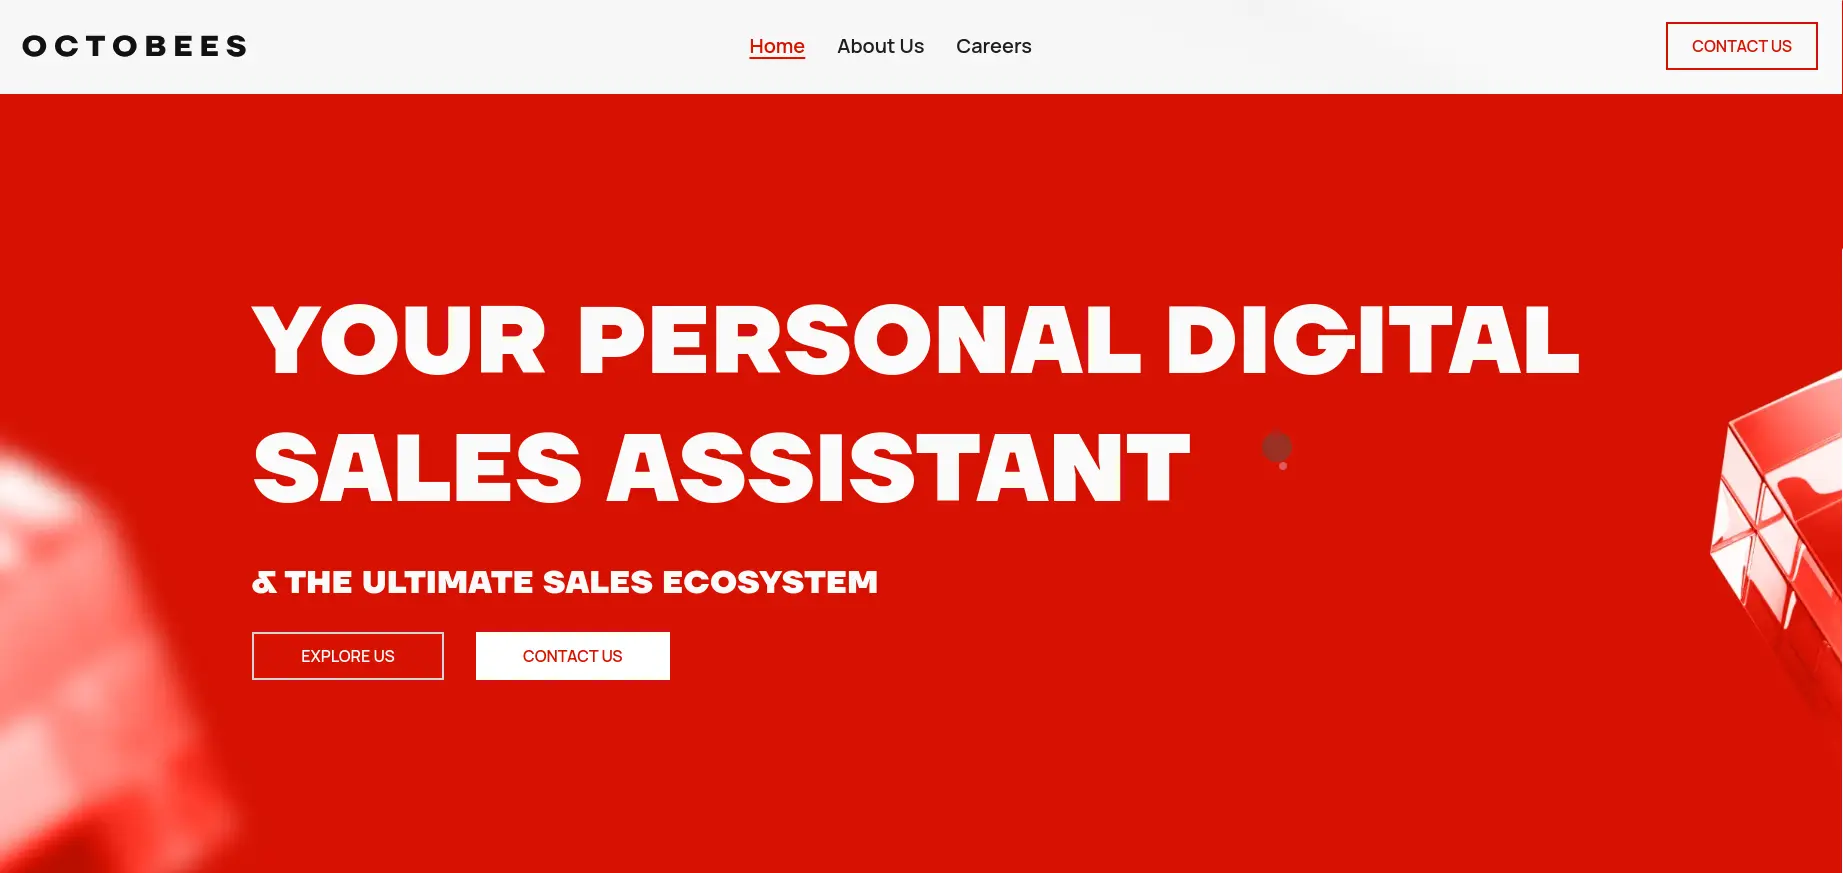 OCTOBEES
Home
About Us
Careers
CONTACT US
YOUR PERSONAL DIGITAL
SALES ASSISTANT
& THE ULTIMATE SALES ECOSYSTEM
EXPLORE US
CONTACT US